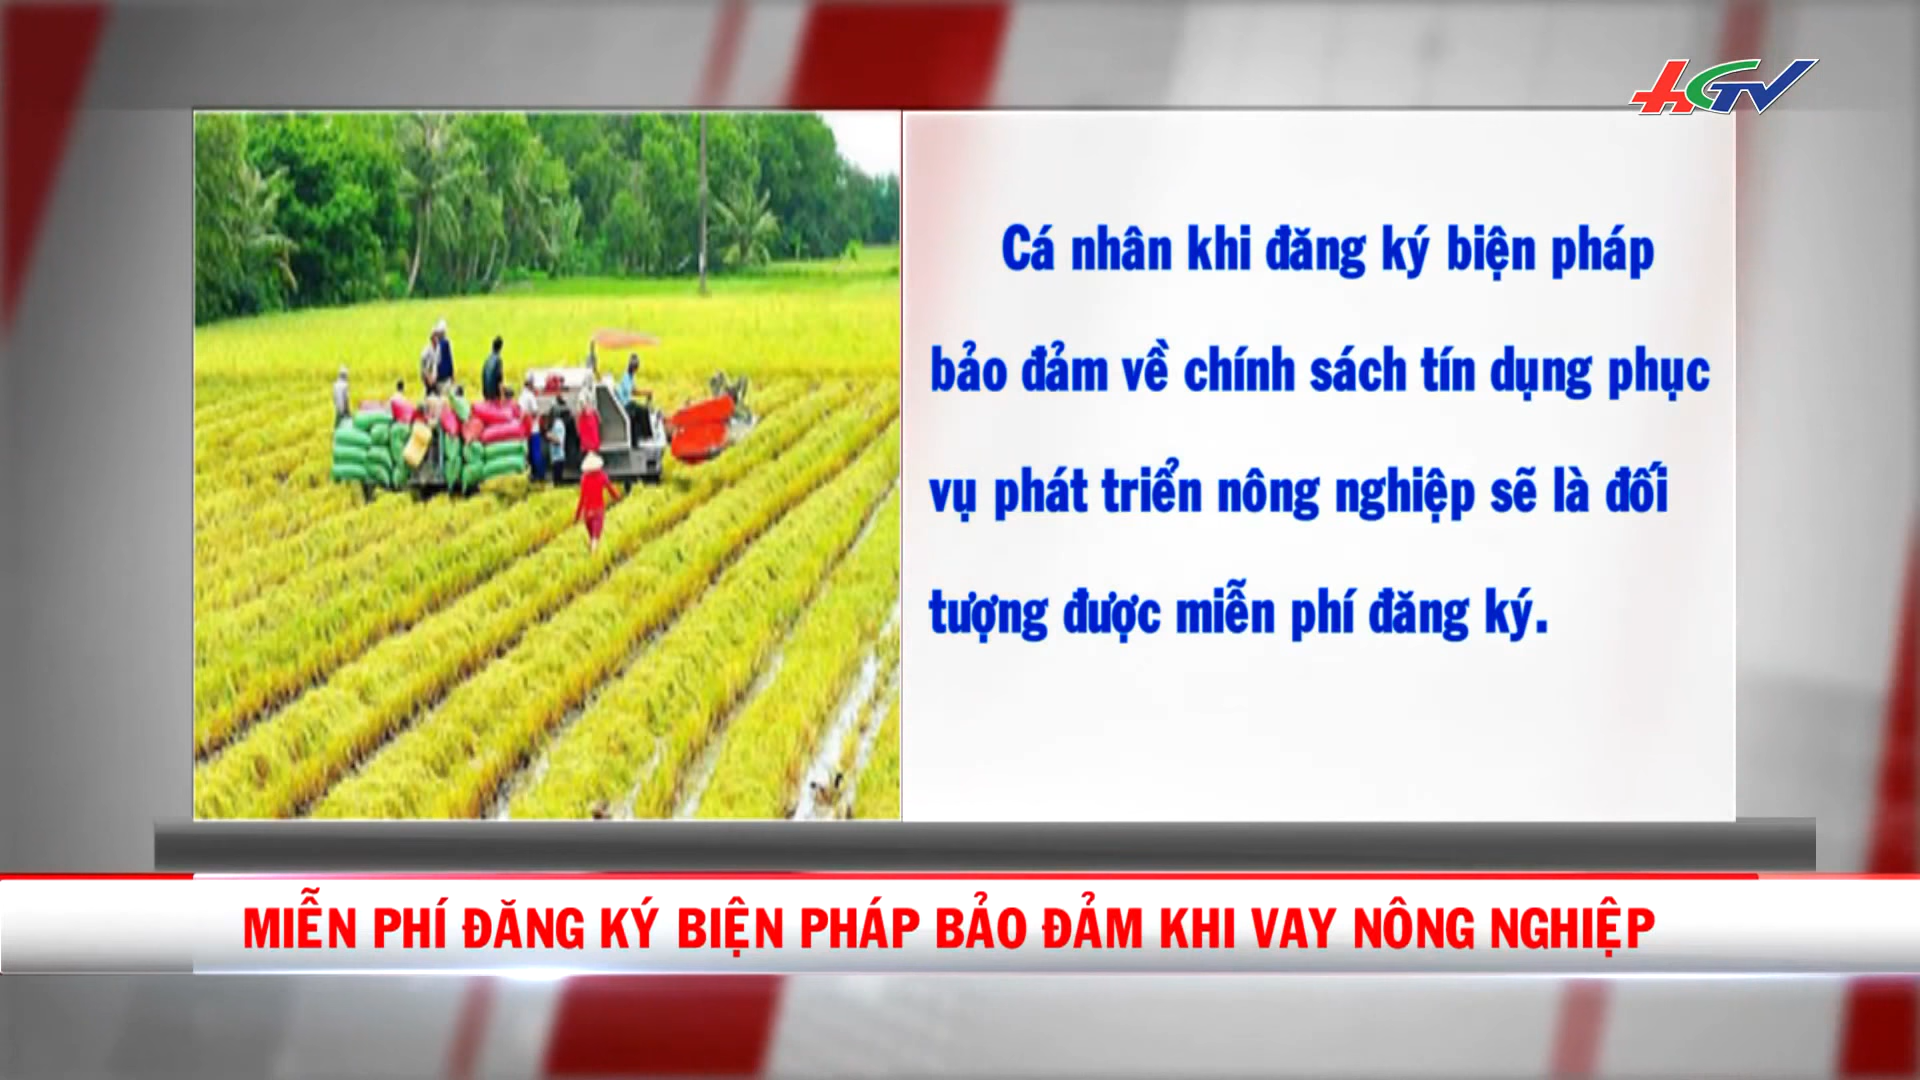 HGTV
Cá nhân khi đăng ký biện pháp
bảo đảm về chính sách tín dụng phục
vụ phát triển nông nghiệp sẽ là đối
tượng được miễn phí đăng ký.
MIỄN PHÍ ĐĂNG KÝ BIỆN PHÁP BẢO ĐẢM KHI VAY NÔNG NGHIỆP